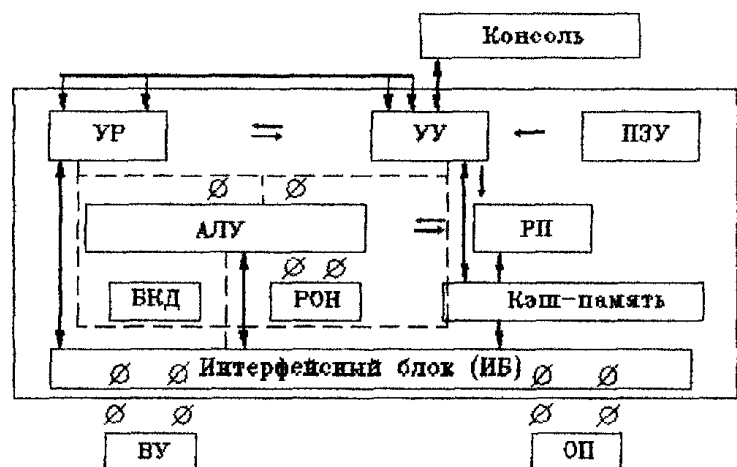 Консоль
УР
УУ
ПЗУ
АЛУ
РП
БКД
РОН
Кэш-память
Интерфейсный блок (ИБ)
ВУ
ОП